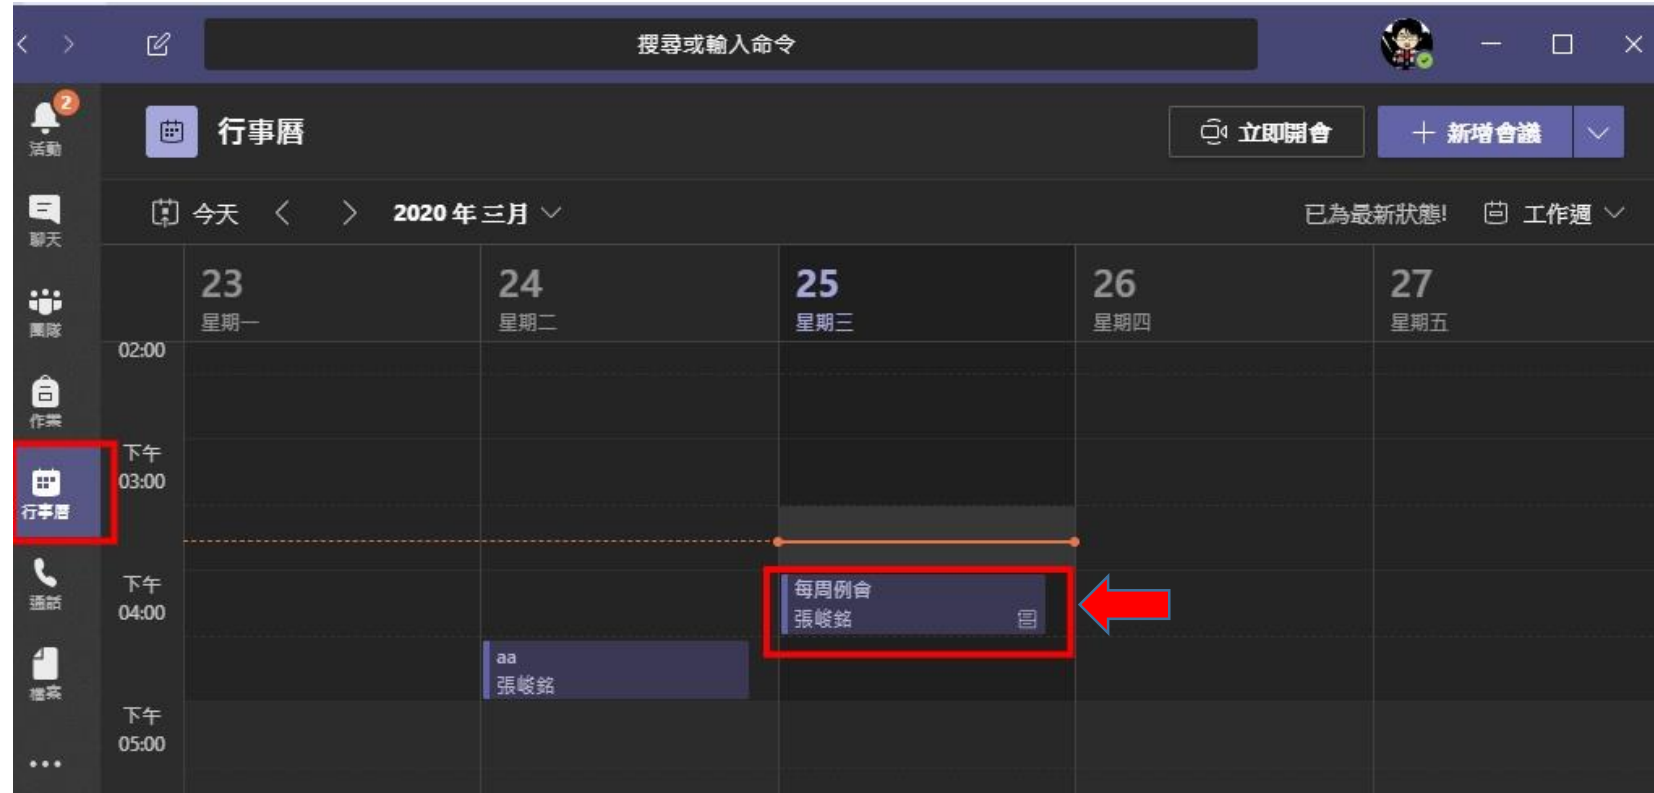 搜尋或輸入命令
2
活動
行事曆
立即開會
新增會議
聊天
今天
2020 年 三月
已為最新狀態!
工作週
團隊
23
星期一
24
星期二
25
星期三
26
星期四
27
星期五
02:00
作業
下午
03:00
行事曆
通話
下午
04:00
每周例會
張峻銘
aa
張峻銘
檔案
下午
05:00